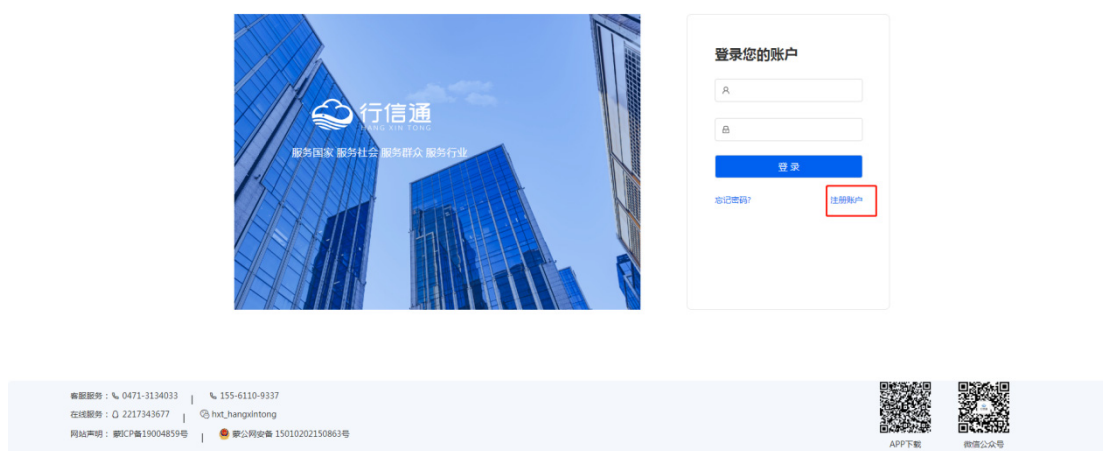 行信通
HANG XIN TONG
服务国家 服务社会 服务群众 服务行业
登录您的账户
登 录
忘记密码?
注册账户
客服服务： 0471-3134033 | 155-6110-9337
在线服务： 2217343677 | hxt_hangxintong
网站声明： 蒙ICP备19004859号 | 蒙公网安备 15010202150863号
APP下载
微信公众号